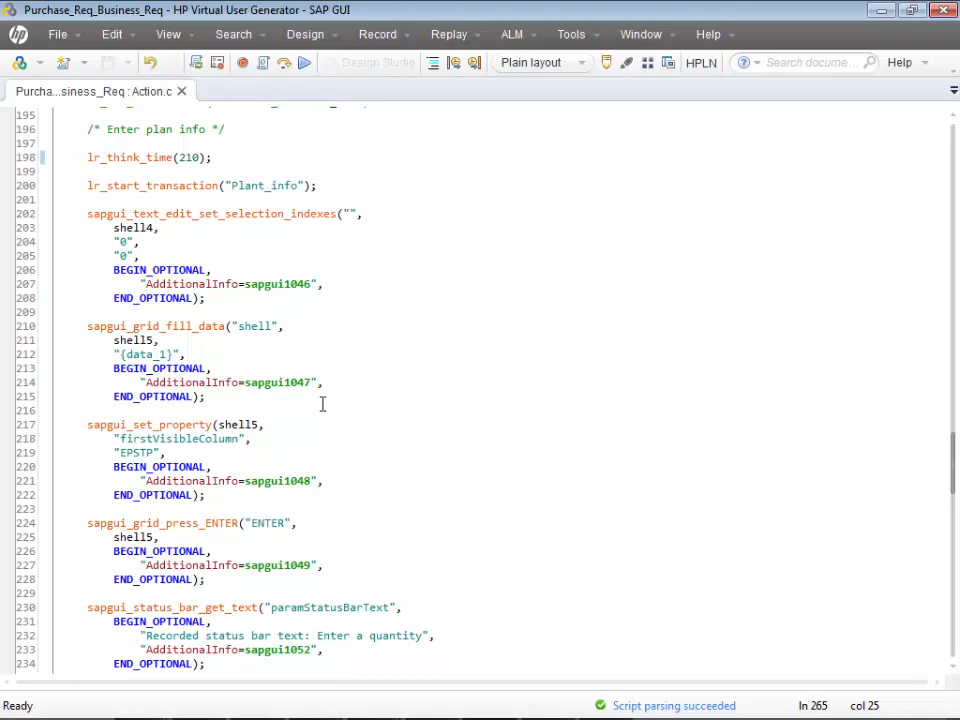 Purchase_Req_Business_Req - HP Virtual User Generator - SAP GUI
hp File Edit View Search Design Record Replay ALM Tools Window Help
Design Studio Plain layout HPLN Search docume... Help
Purcha...siness_Req : Action.c
195
196 /* Enter plan info */
197
198 lr_think_time(210);
199
200 lr_start_transaction("Plant_info");
201
202 sapgui_text_edit_set_selection_indexes("",
203 shell4,
204 "0",
205 "0",
206 BEGIN_OPTIONAL,
207 "AdditionalInfo=sapgui1046",
208 END_OPTIONAL);
209
210 sapgui_grid_fill_data("shell",
211 shell5,
212 "{data_1}",
213 BEGIN_OPTIONAL,
214 "AdditionalInfo=sapgui1047",
215 END_OPTIONAL);
216
217 sapgui_set_property(shell5,
218 "firstVisibleColumn",
219 "EPSTP",
220 BEGIN_OPTIONAL,
221 "AdditionalInfo=sapgui1048",
222 END_OPTIONAL);
223
224 sapgui_grid_press_ENTER("ENTER",
225 shell5,
226 BEGIN_OPTIONAL,
227 "AdditionalInfo=sapgui1049",
228 END_OPTIONAL);
229
230 sapgui_status_bar_get_text("paramStatusBarText",
231 BEGIN_OPTIONAL,
232 "Recorded status bar text: Enter a quantity",
233 "AdditionalInfo=sapgui1052",
234 END_OPTIONAL);
Ready Script parsing succeeded ln 265 col 25